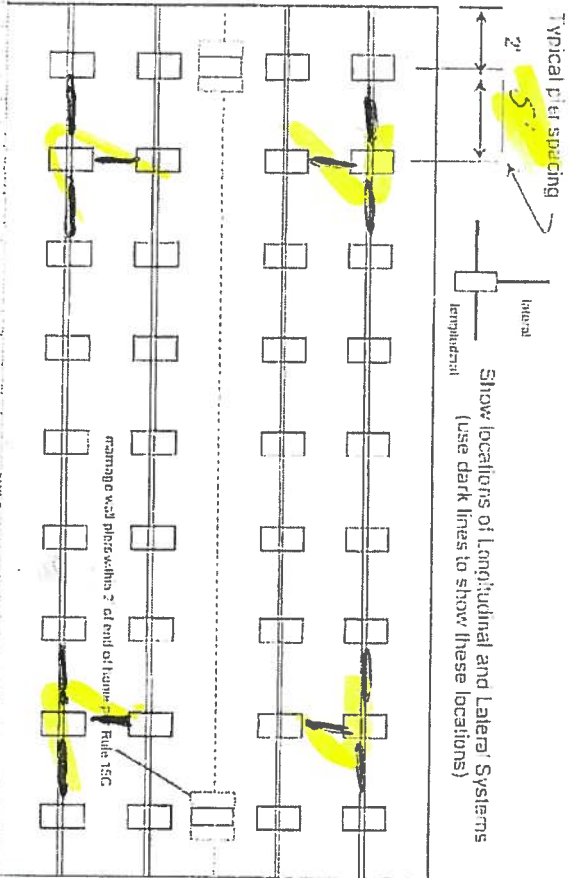 Typical pier spacing
2'
5'
lateral
longitudinal
Show locations of Longitudinal and Lateral Systems
(use dark lines to show these locations)
marriage wall piers within 2' of end of home per Rule 15C